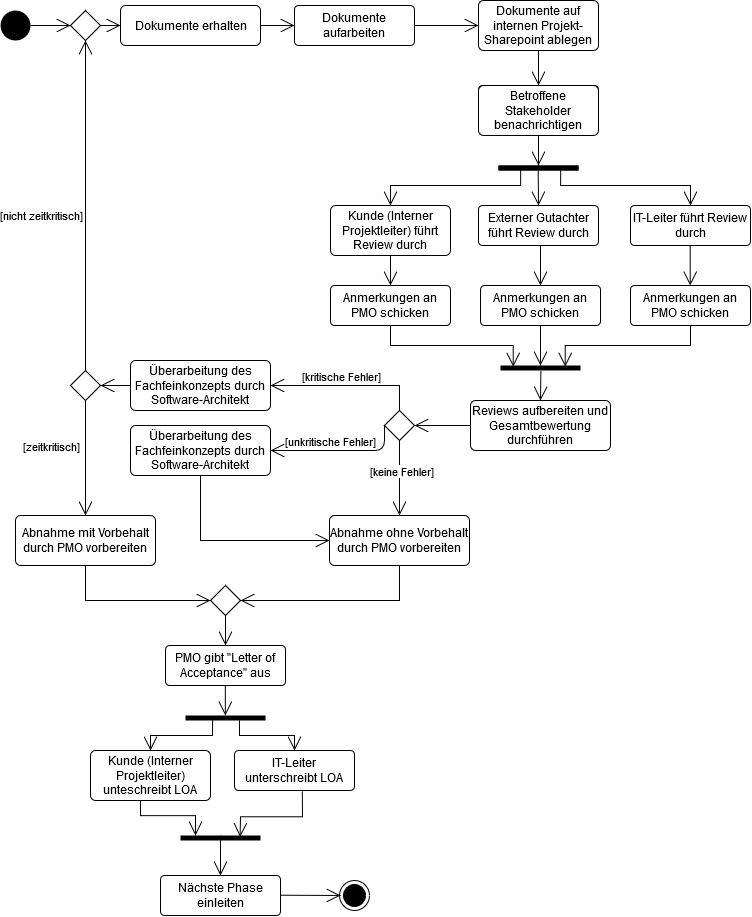 Dokumente erhalten
Dokumente
aufarbeiten
Dokumente auf
internen Projekt-
Sharepoint ablegen
Betroffene
Stakeholder
benachrichtigen
[nicht zeitkritisch]
Kunde (Interner
Projektleiter) führt
Review durch
Externer Gutachter
führt Review durch
IT-Leiter führt Review
durch
Anmerkungen an
PMO schicken
Anmerkungen an
PMO schicken
Anmerkungen an
PMO schicken
Überarbeitung des
Fachfeinkonzepts durch
Software-Architekt
[kritische Fehler]
Reviews aufbereiten und
Gesamtbewertung
durchführen
[zeitkritisch]
Überarbeitung des
Fachfeinkonzepts durch
Software-Architekt
[unkritische Fehler]
[keine Fehler]
Abnahme mit Vorbehalt
durch PMO vorbereiten
Abnahme ohne Vorbehalt
durch PMO vorbereiten
PMO gibt "Letter of
Acceptance" aus
Kunde (Interner
Projektleiter)
unteschreibt LOA
IT-Leiter
unterschreibt LOA
Nächste Phase
einleiten